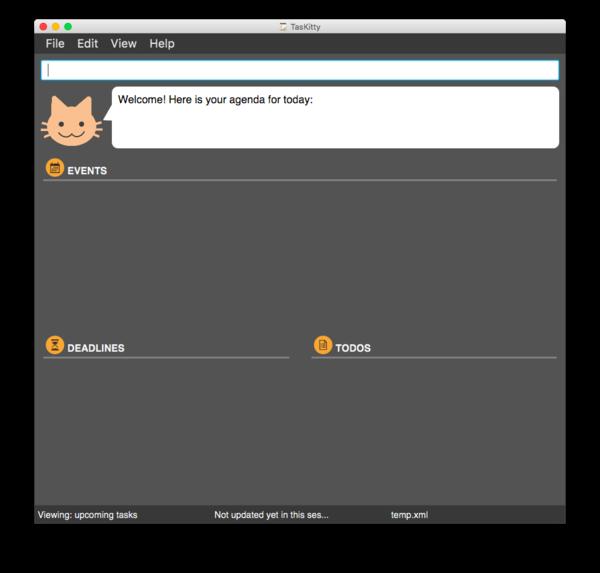 TasKitty
File Edit View Help
Welcome! Here is your agenda for today:
EVENTS
DEADLINES TODOS
Viewing: upcoming tasks Not updated yet in this ses... temp.xml